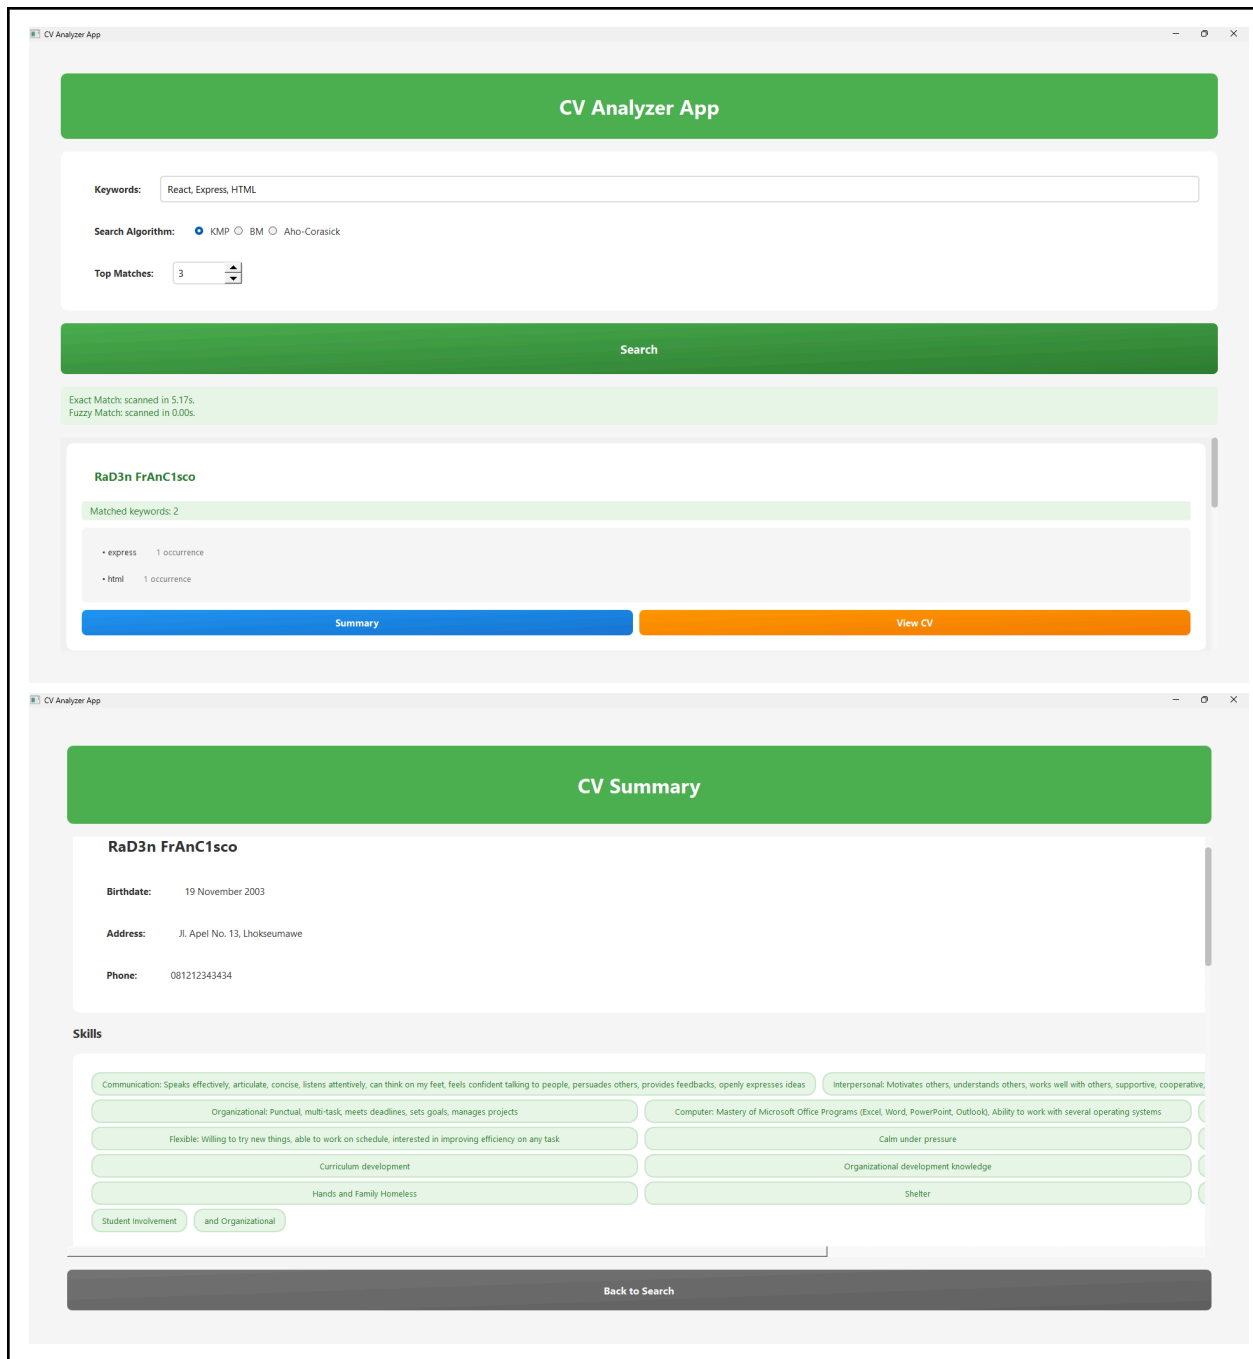 CV Analyzer App
CV Analyzer App
Keywords: React, Express, HTML
Search Algorithm: KMP BM Aho-Corasick
Top Matches: 3
Search
Exact Match: scanned in 5.17s.
Fuzzy Match: scanned in 0.00s.
RaD3n FrAnC1sco
Matched keywords: 2
• express 1 occurrence
• html 1 occurrence
Summary View CV
CV Analyzer App
CV Summary
RaD3n FrAnC1sco
Birthdate: 19 November 2003
Address: Jl. Apel No. 13, Lhokseumawe
Phone: 081212343434
Skills
Communication: Speaks effectively, articulate, concise, listens attentively, can think on my feet, feels confident talking to people, persuades others, provides feedbacks, openly expresses ideas Interpersonal: Motivates others, understands others, works well with others, supportive, cooperative,
Organizational: Punctual, multi-task, meets deadlines, sets goals, manages projects Computer: Mastery of Microsoft Office Programs (Excel, Word, PowerPoint, Outlook), Ability to work with several operating systems
Flexible: Willing to try new things, able to work on schedule, interested in improving efficiency on any task Calm under pressure
Curriculum development Organizational development knowledge
Hands and Family Homeless Shelter
Student Involvement and Organizational
Back to Search